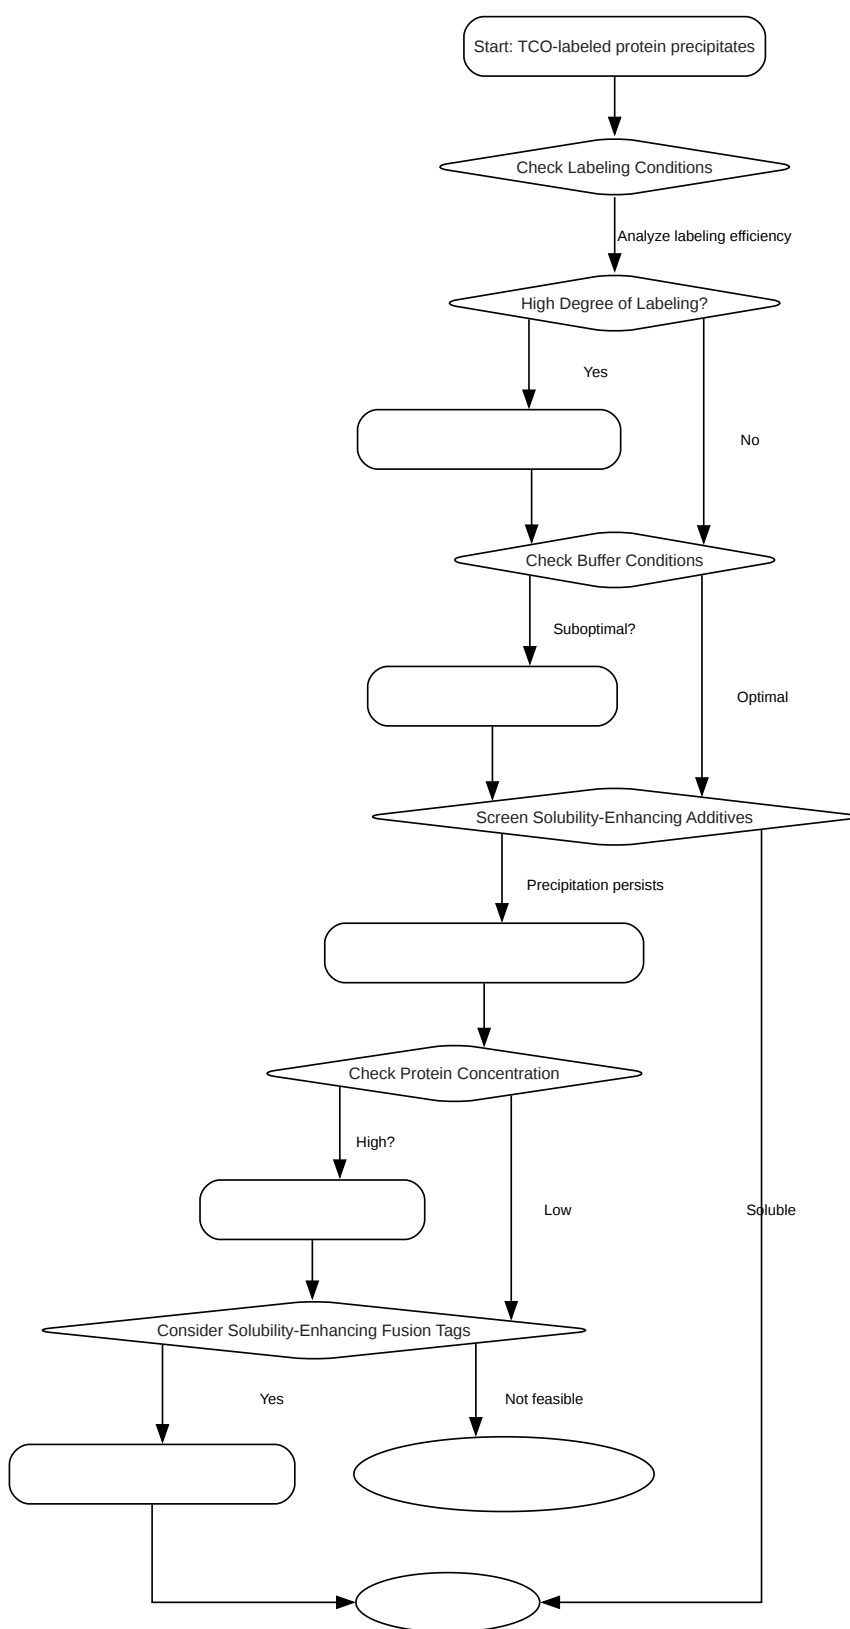 Start: TCO-labeled protein precipitates
Check Labeling Conditions
Analyze labeling efficiency
High Degree of Labeling?
Yes
No
Check Buffer Conditions
Suboptimal?
Optimal
Screen Solubility-Enhancing Additives
Precipitation persists
Check Protein Concentration
High?
Low
Soluble
Consider Solubility-Enhancing Fusion Tags
Yes
Not feasible